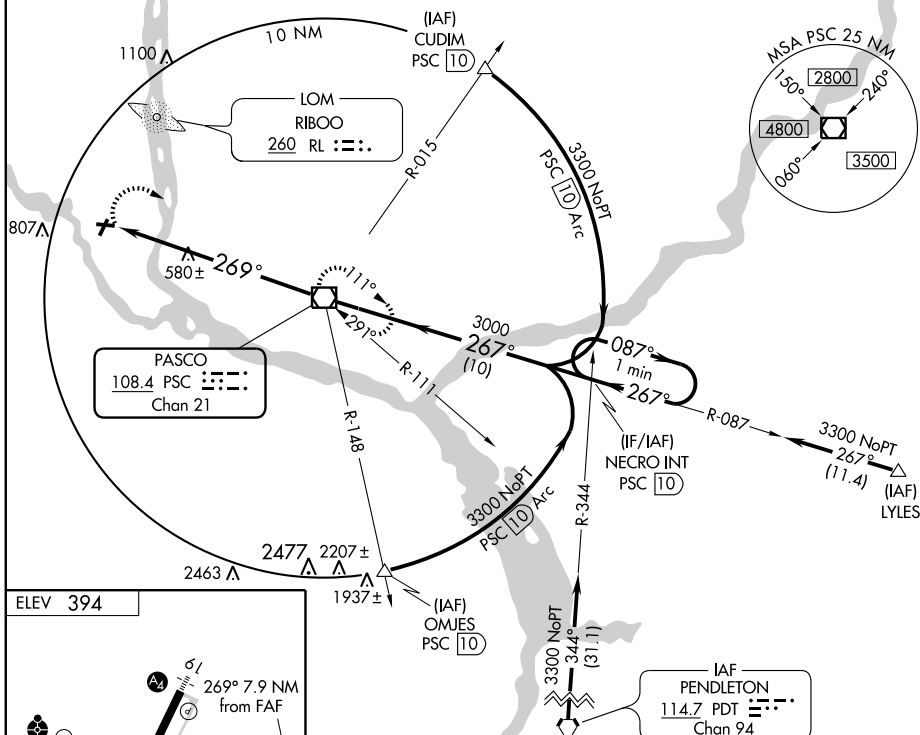 (IAF)
CUDIM
PSC 10
10 NM
1100
LOM
RIBOO
260 RL
MSA PSC 25 NM
150°
2800
240°
4800
060°
3500
R-015
3300 NoPT
PSC 10 Arc
807
580±
269°
111°
291°
PASCO
108.4 PSC
Chan 21
R-111
R-148
3000
267°
(10)
087°
1 min
267°
R-087
3300 NoPT
267°
(11.4)
(IAF)
LYLES
(IF/IAF)
NECRO INT
PSC 10
R-344
3300 NoPT
PSC 10 Arc
2463
2477
2207±
1937±
(IAF)
OMJES
PSC 10
3300 NoPT
344°
(31.1)
IAF
PENDLETON
114.7 PDT
Chan 94
ELEV 394
A4
19
P
269° 7.9 NM
from FAF